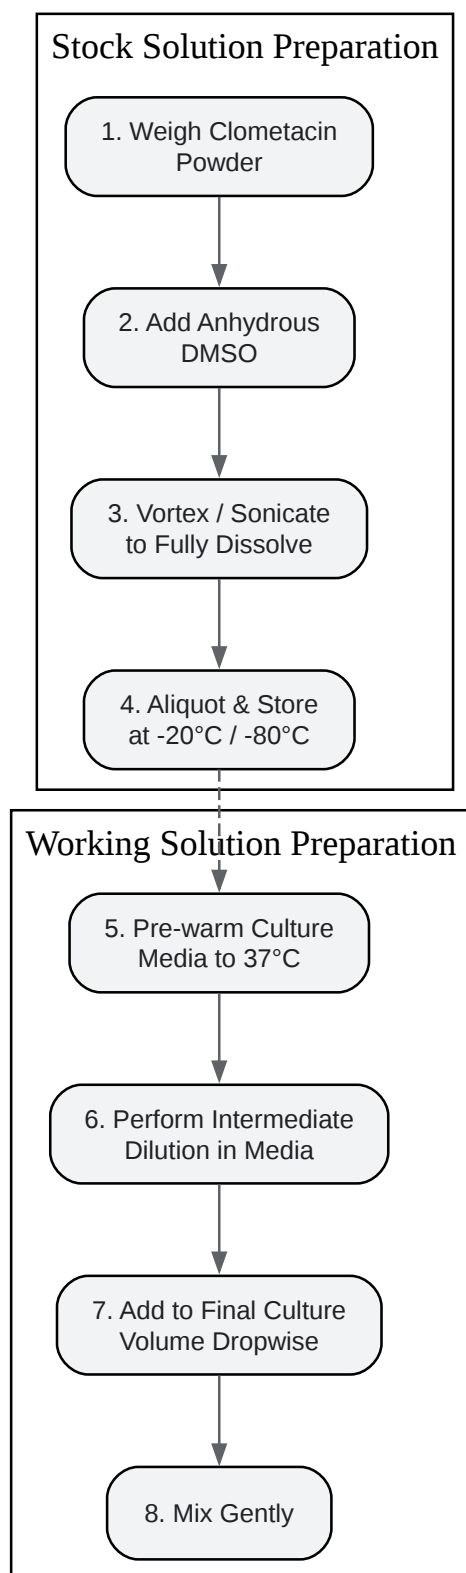 Stock Solution Preparation
1. Weigh Clometacin
Powder
2. Add Anhydrous
DMSO
3. Vortex / Sonicate
to Fully Dissolve
4. Aliquot & Store
at -20°C / -80°C
Working Solution Preparation
5. Pre-warm Culture
Media to 37°C
6. Perform Intermediate
Dilution in Media
7. Add to Final Culture
Volume Dropwise
8. Mix Gently